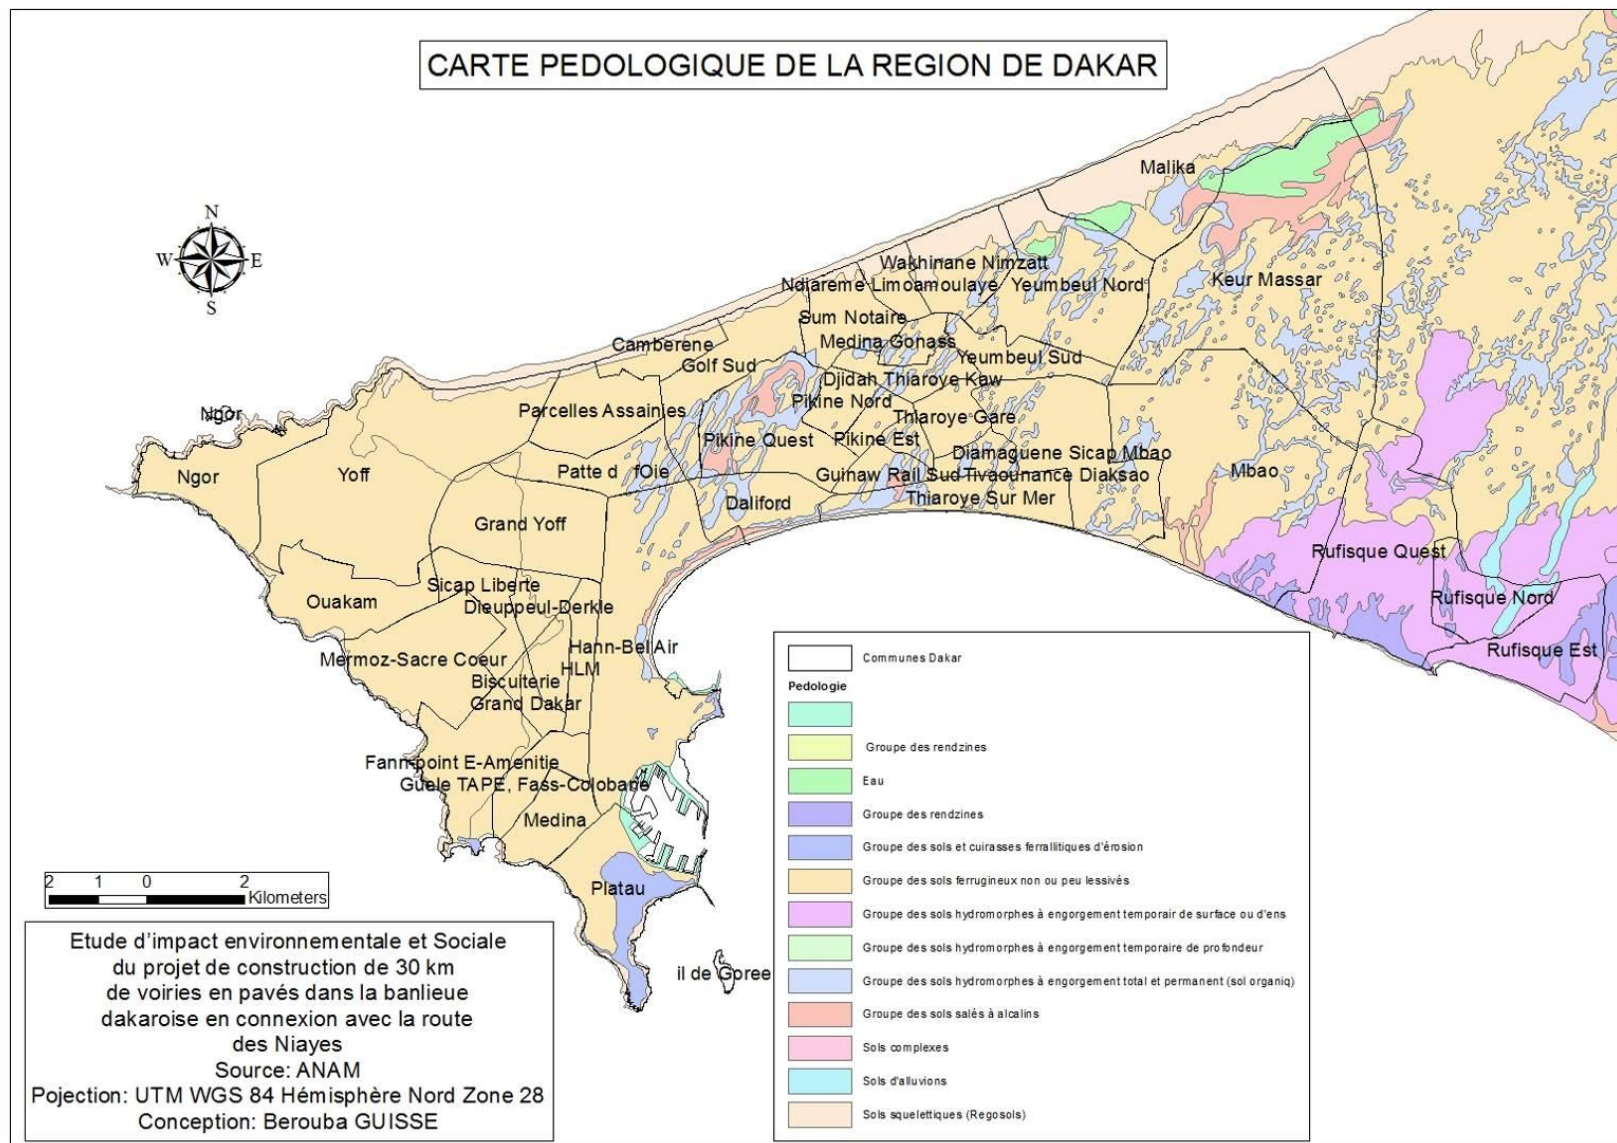 CARTE PEDOLOGIQUE DE LA REGION DE DAKAR
N
W
E
S
Malika
Wakhinane Nimzatt
Ndiareme-Limoamoulaye
Yeumbeul Nord
Keur Massar
Sum Notaire
Medina Gonass
Camberene
Golf Sud
Yeumbeul Sud
Djidah Thiaroye Kaw
Pikine Nord
Ngor
Parcelles Assainies
Thiaroye Gare
Pikine Quest
Pikine Est
Diamaguene Sicap Mbao
Ngor
Yoff
Patte d fOie
Guinaw Rail Sud
Tivaounance Diaksao
Mbao
Daliford
Thiaroye Sur Mer
Grand Yoff
Rufisque Quest
Sicap Liberte
Dieuppeul-Derkle
Ouakam
Rufisque Nord
Hann-Bel Air
Mermoz-Sacre Coeur
HLM
Rufisque Est
Biscuiterie
Grand Dakar
Fann-point E-Amenitie
Guele TAPE, Fass-Colobane
Medina
Platau
il de Goree
2 1 0 2
Kilometers
Etude d'impact environnementale et Sociale
du projet de construction de 30 km
de voiries en pavés dans la banlieue
dakaroise en connexion avec la route
des Niayes
Source: ANAM
Pojection: UTM WGS 84 Hémisphère Nord Zone 28
Conception: Berouba GUISSE
Communes Dakar
Pedologie
Groupe des rendzines
Eau
Groupe des rendzines
Groupe des sols et cuirasses ferrallitiques d'érosion
Groupe des sols ferrugineux non ou peu lessivés
Groupe des sols hydromorphes à engorgement temporair de surface ou d'ens
Groupe des sols hydromorphes à engorgement temporaire de profondeur
Groupe des sols hydromorphes à engorgement total et permanent (sol organiq)
Groupe des sols salés à alcalins
Sols complexes
Sols d'alluvions
Sols squelettiques (Regosols)